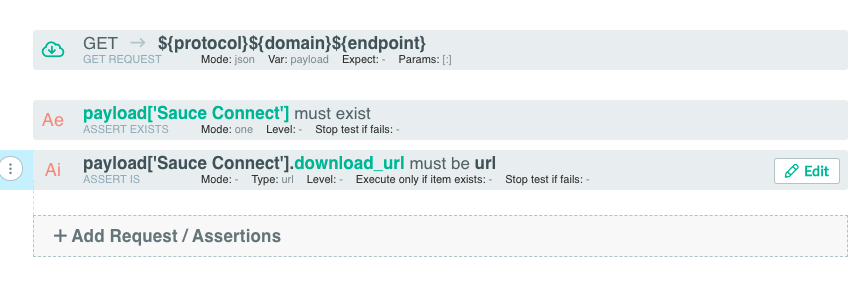 GET → ${protocol}${domain}${endpoint}
GET REQUEST Mode: json Var: payload Expect: - Params: [:]
Ae payload['Sauce Connect'] must exist
ASSERT EXISTS Mode: one Level: - Stop test if fails: -
Ai payload['Sauce Connect'].download_url must be url
ASSERT IS Mode: - Type: url Level: - Execute only if item exists: - Stop test if fails: -
Edit
+ Add Request / Assertions